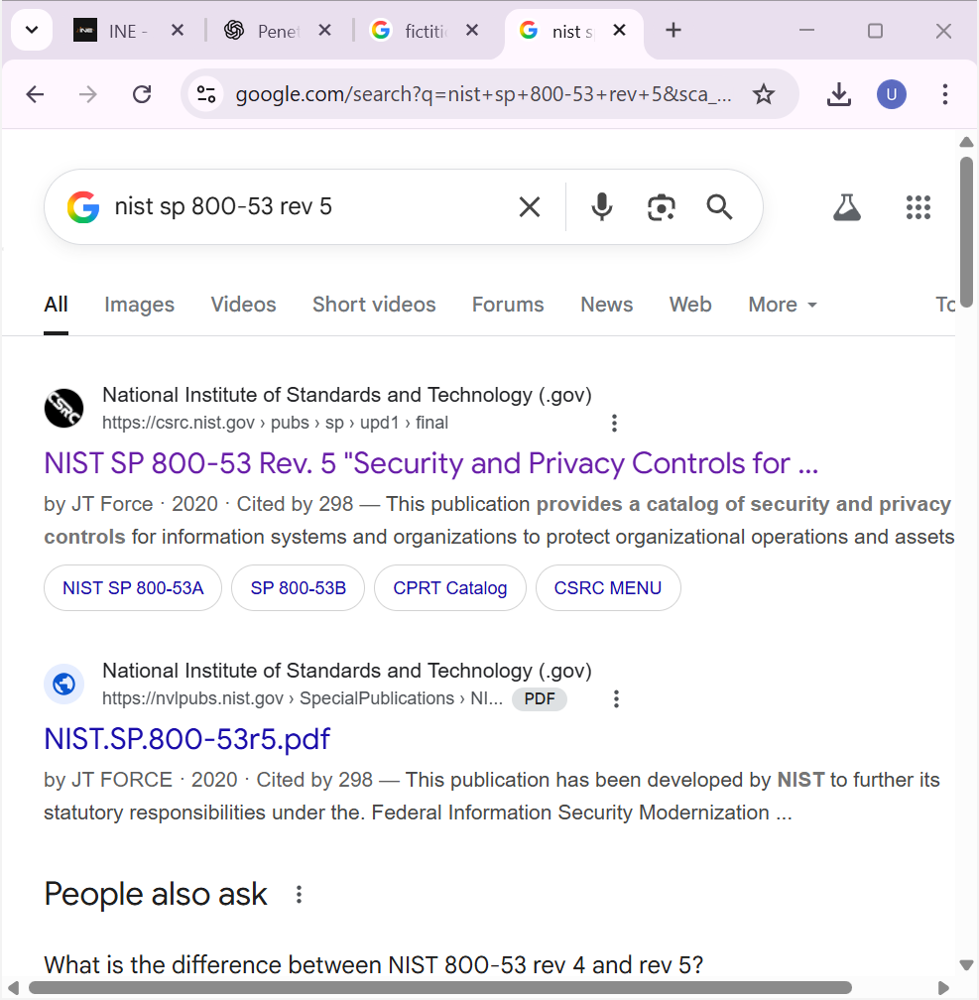 INE -
Penet
fictiti
nist s
google.com/search?q=nist+sp+800-53+rev+5&sca_...
U
nist sp 800-53 rev 5
All Images Videos Short videos Forums News Web More To
CSRC
National Institute of Standards and Technology (.gov)
https://csrc.nist.gov › pubs › sp › upd1 › final
NIST SP 800-53 Rev. 5 "Security and Privacy Controls for ...
by JT Force · 2020 · Cited by 298 — This publication provides a catalog of security and privacy
controls for information systems and organizations to protect organizational operations and assets
NIST SP 800-53A
SP 800-53B
CPRT Catalog
CSRC MENU
National Institute of Standards and Technology (.gov)
https://nvlpubs.nist.gov › SpecialPublications › NI... PDF
NIST.SP.800-53r5.pdf
by JT FORCE · 2020 · Cited by 298 — This publication has been developed by NIST to further its
statutory responsibilities under the. Federal Information Security Modernization ...
People also ask
What is the difference between NIST 800-53 rev 4 and rev 5?